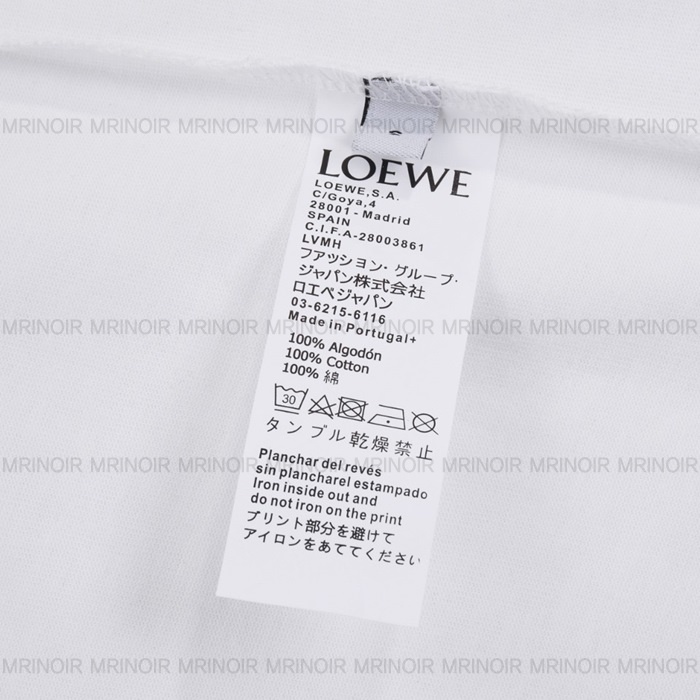 MRINOIR MRINOIR MRINOIR MRINOIR MRINOIR MRINOIR MRINOIR MRINOIR
LOEWE
LOEWE,S.A.
C/Goya,4
28001-Madrid
SPAIN
C.I.F.A-28003861
LVMH
ファツション・グループ・
ジャパン株式会社
ロエベジャパン
03-6215-6116
Made in Portugal+
MRINOIR MRINOIR MRINOIR MRINOIR MRINOIR MRINOIR MRINOIR MRINOIR
100% Algodón
100% Cotton
100% 綿
30
タンブル乾燥禁止
Planchar del revés
MRINOIR MRINOIR MRINOIR MRINOIR MRINOIR MRINOIR MRINOIR MRINOIR
sin plancharel estampado
Iron inside out and
do not iron on the print
プリント部分を避けて
アイロンをあててください
MRINOIR MRINOIR MRINOIR MRINOIR MRINOIR MRINOIR MRINOIR MRINOIR